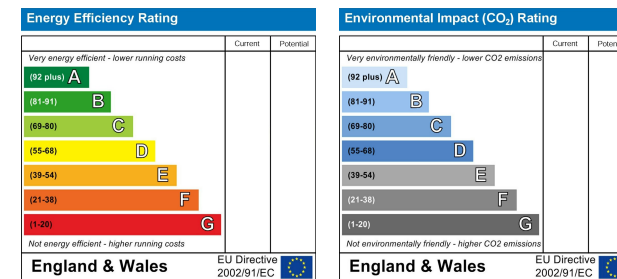 Energy Efficiency Rating
Current Potential
Very energy efficient - lower running costs
(92 plus) A
(81-91) B
(69-80) C
(55-68) D
(39-54) E
(21-38) F
(1-20) G
Not energy efficient - higher running costs
England & Wales
EU Directive
2002/91/EC
Environmental Impact (CO2) Rating
Current Poten
Very environmentally friendly - lower CO2 emissions
(92 plus) A
(81-91) B
(69-80) C
(55-68) D
(39-54) E
(21-38) F
(1-20) G
Not environmentally friendly - higher CO2 emissions
England & Wales
EU Directive
2002/91/EC